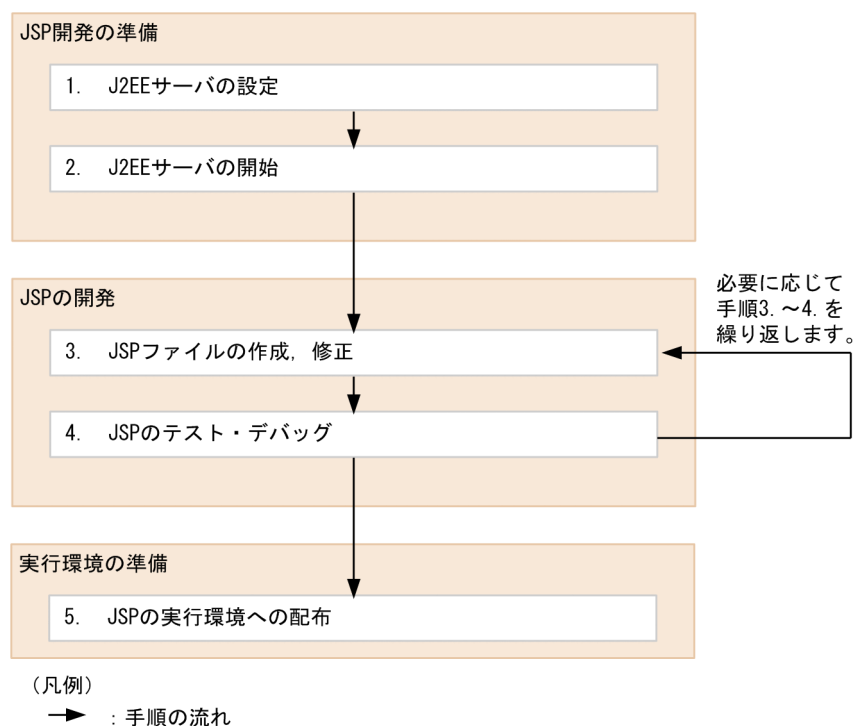 JSP開発の準備
1. J2EEサーバの設定
2. J2EEサーバの開始
JSPの開発
必要に応じて
手順3.～4.を
繰り返します。
3. JSPファイルの作成，修正
4. JSPのテスト・デバッグ
実行環境の準備
5. JSPの実行環境への配布
（凡例）
：手順の流れ